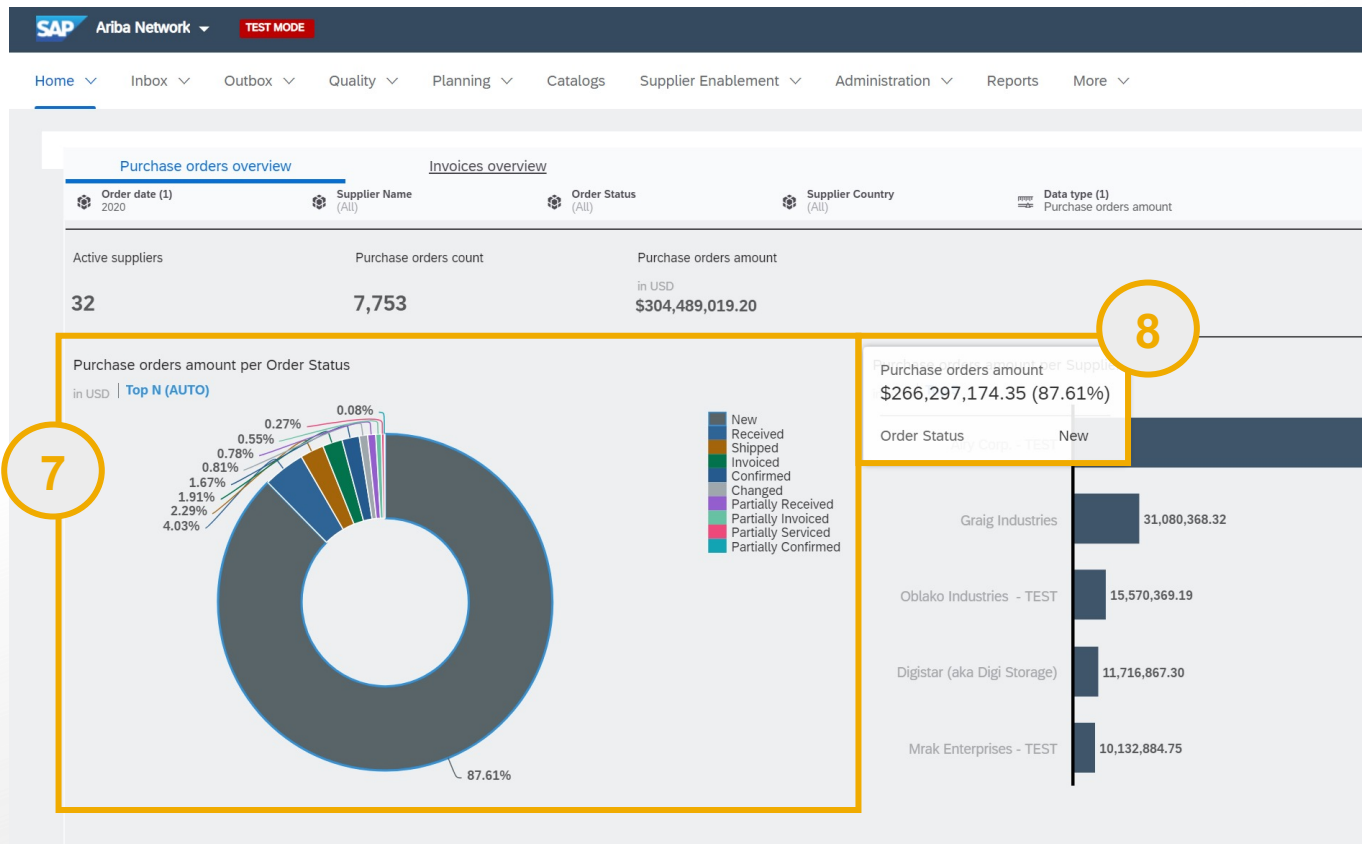 SAP Ariba Network TEST MODE
Home Inbox Outbox Quality Planning Catalogs Supplier Enablement Administration Reports More
Purchase orders overview Invoices overview
Order date (1) Supplier Name Order Status Supplier Country Data type (1)
2020 (All) (All) (All) Purchase orders amount
Active suppliers Purchase orders count Purchase orders amount
in USD
32 7,753 $304,489,019.20
8
Purchase orders amount per Order Status
in USD Top N (AUTO)
Purchase orders amount per
Purchase orders amount
$266,297,174.35 (87.61%)
Order Status New
Corp. - TEST
7
0.08%
0.27%
0.55%
0.78%
0.81%
1.67%
1.91%
2.29%
4.03%
87.61%
New
Received
Shipped
Invoiced
Confirmed
Changed
Partially Received
Partially Invoiced
Partially Serviced
Partially Confirmed
Graig Industries 31,080,368.32
Oblako Industries - TEST 15,570,369.19
Digistar (aka Digi Storage) 11,716,867.30
Mrak Enterprises - TEST 10,132,884.75